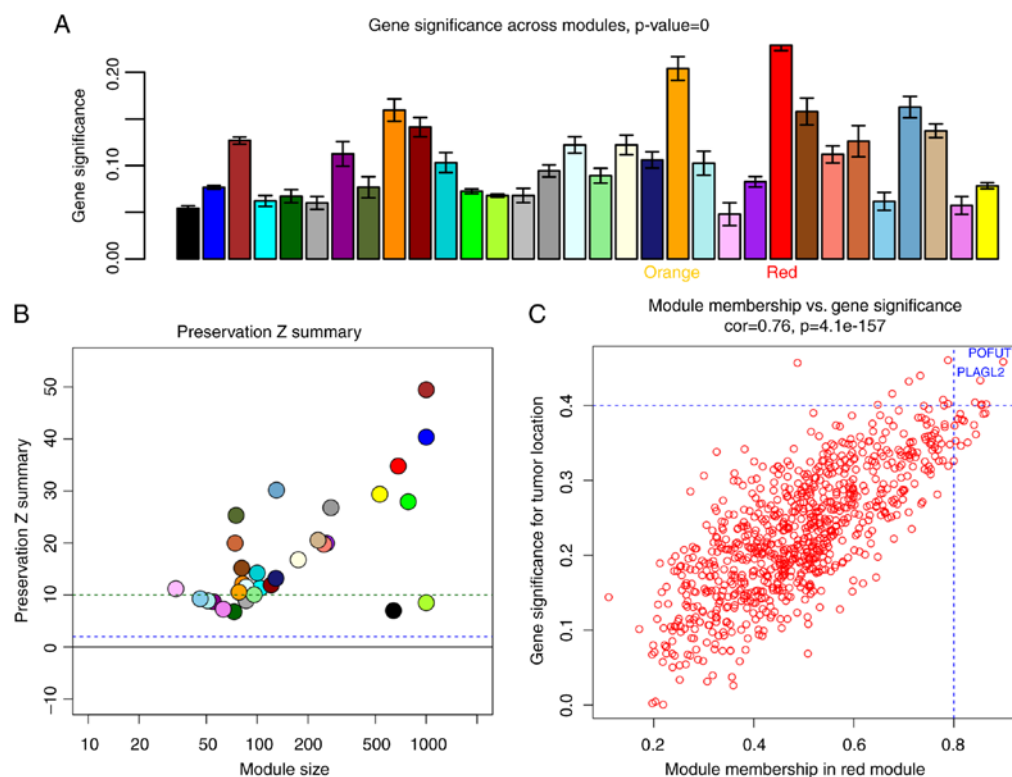 A
Gene significance across modules, p-value=0
Gene significance
0.20
0.10
0.00
Orange
Red
B
Preservation Z summary
Preservation Z summary
50
40
30
20
10
0
−10
10
20
50
100
200
500
1000
Module size
C
Module membership vs. gene significance
cor=0.76, p=4.1e-157
POFUT
PLAGL2
Gene significance for tumor location
0.4
0.3
0.2
0.1
0.0
0.2
0.4
0.6
0.8
Module membership in red module